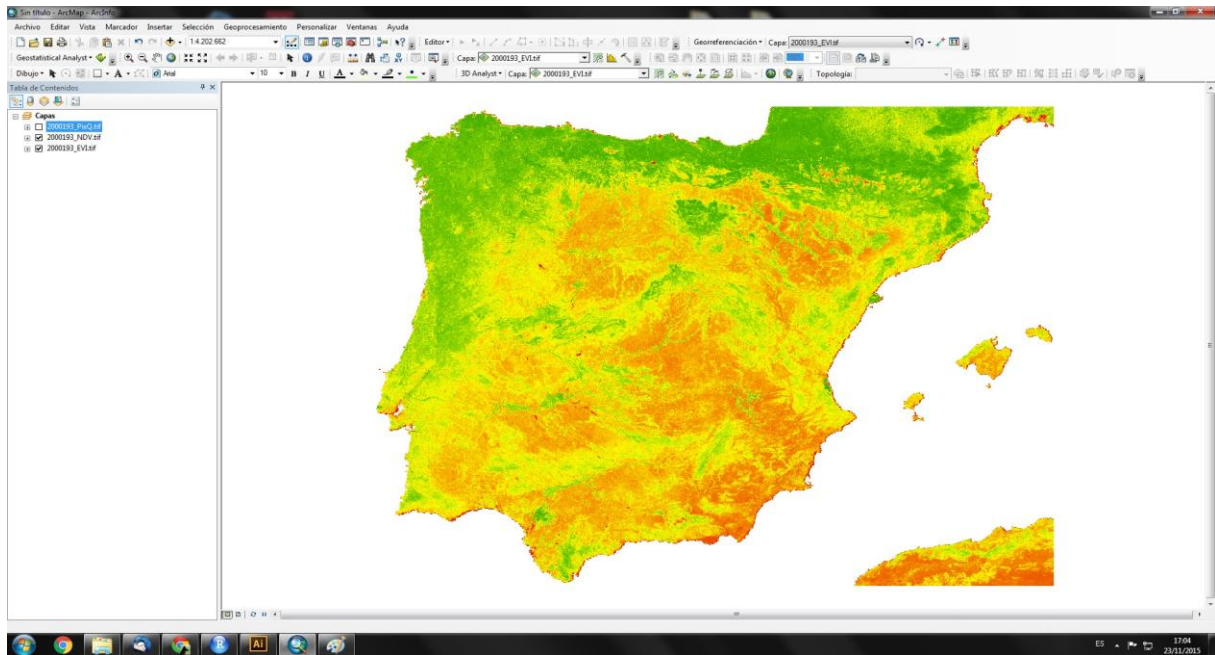 Sin título - ArcMap - ArcInfo
Archivo Editar Vista Marcador Insertar Selección Geoprocesamiento Personalizar Ventanas Ayuda
1:4.202.662 Editor Georreferenciación Capa: 2000193_EVI.tif
Geostatistical Analyst Capa: 2000193_EVI.tif
Dibujo A Arial 10 B I U A 3D Analyst Capa: 2000193_EVI.tif Topología:
Tabla de Contenidos
Capas
2000193_PixQ.tif
2000193_NDV.tif
2000193_EVI.tif
R Ai ES 17:04
23/11/2015